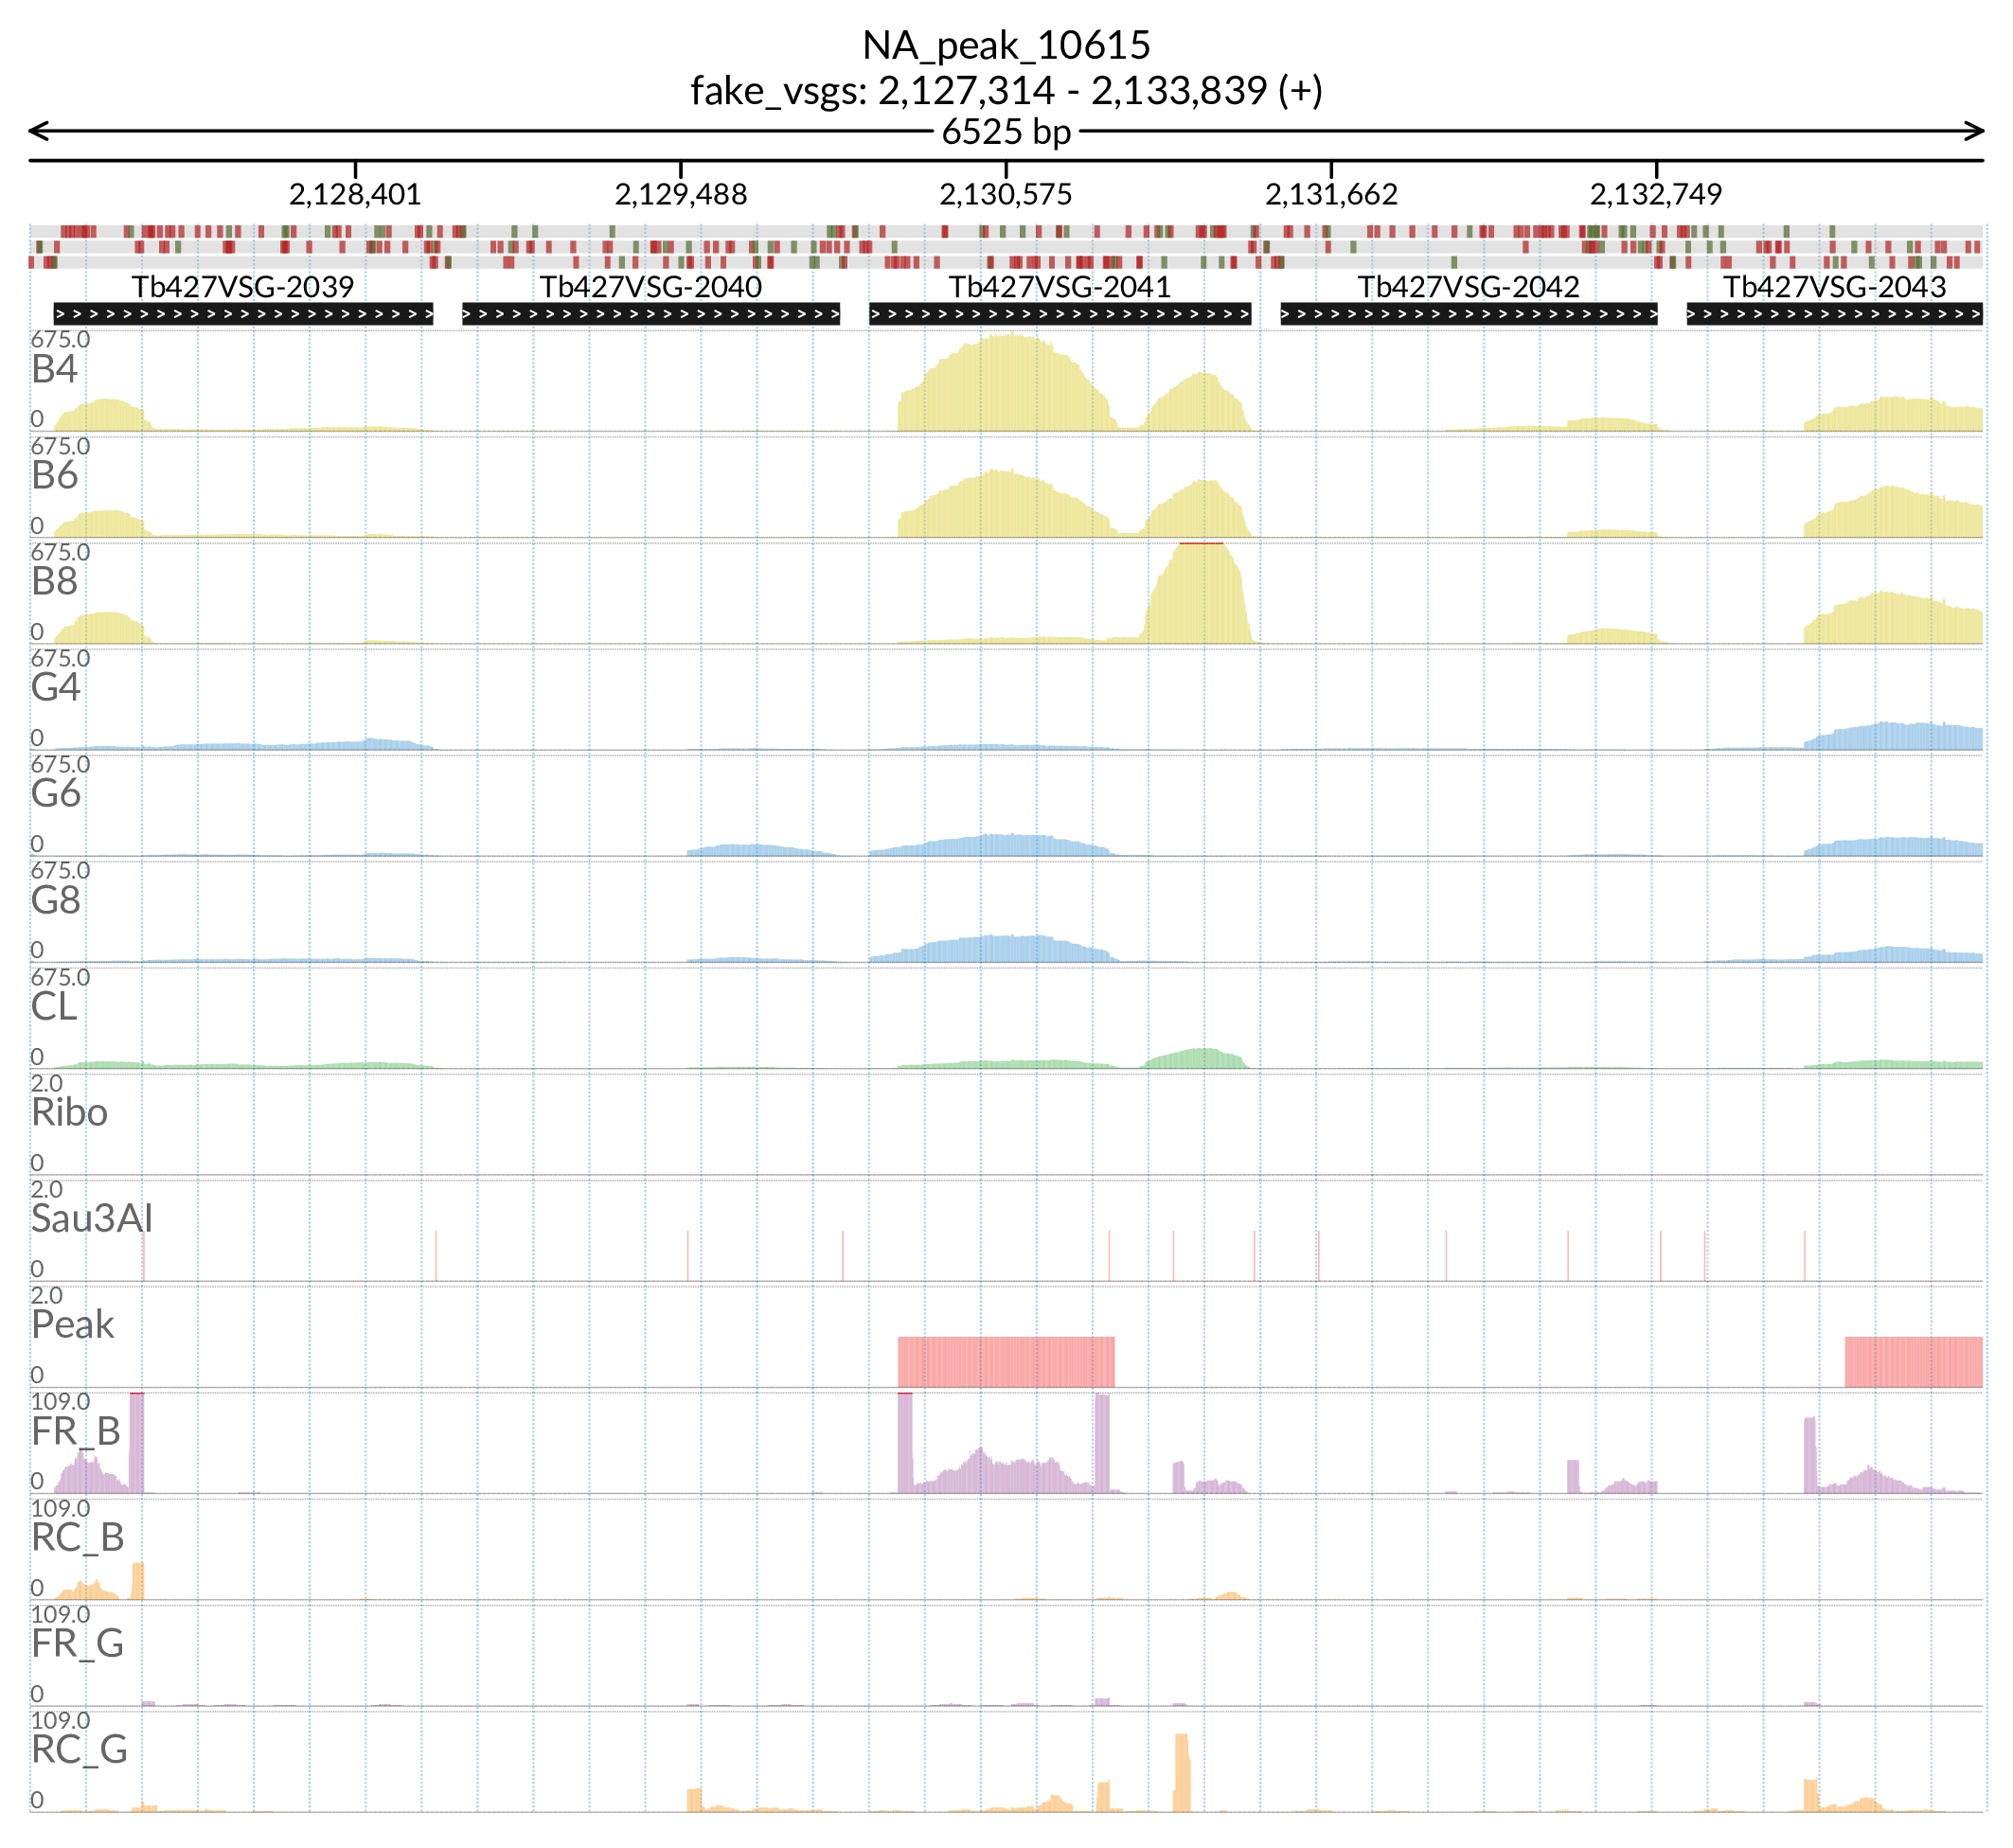 NA_peak_10615
fake_vsgs: 2,127,314 - 2,133,839 (+)
6525 bp
2,128,401 2,129,488 2,130,575 2,131,662 2,132,749
Tb427VSG-2039 Tb427VSG-2040 Tb427VSG-2041 Tb427VSG-2042 Tb427VSG-2043
675.0
B4
0
675.0
B6
0
675.0
B8
0
675.0
G4
0
675.0
G6
0
675.0
G8
0
675.0
CL
0
2.0
Ribo
0
2.0
Sau3AI
0
2.0
Peak
0
109.0
FR_B
0
109.0
RC_B
0
109.0
FR_G
0
109.0
RC_G
0